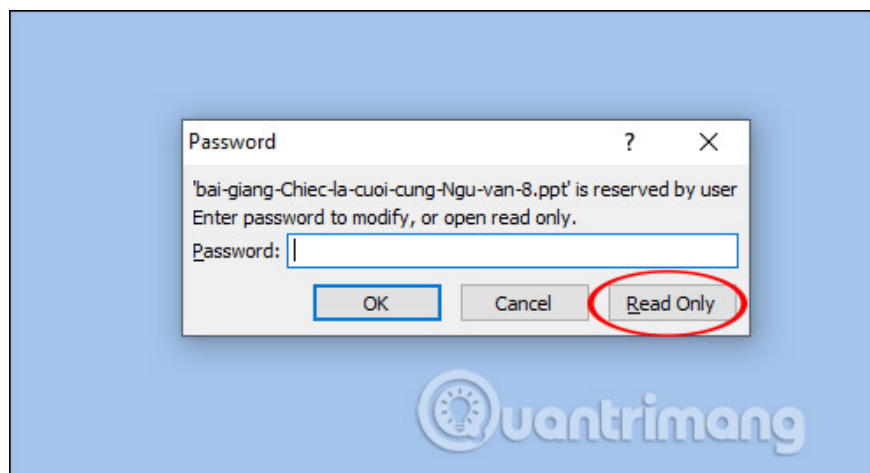 Password
?
'bai-giang-Chiec-la-cuoi-cung-Ngu-van-8.ppt' is reserved by user
Enter password to modify, or open read only.
Password:
OK
Cancel
Read Only
Quantrimang